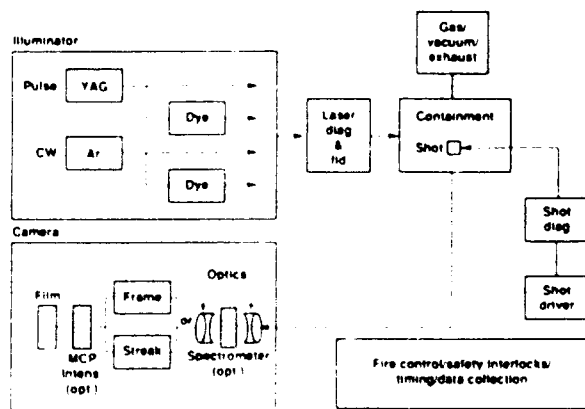 Illuminator
Pulse
YAG
Dye
CW
Ar
Dye
Laser
diag
&
fid
Gas/
vacuum/
exhaust
Containment
Shot
Shot
diag
Shot
driver
Camera
Film
MCP
Intens
(opt.)
Frame
Streak
or
Optics
Spectrometer
(opt.)
Fire control/safety interlocks/
timing/data collection